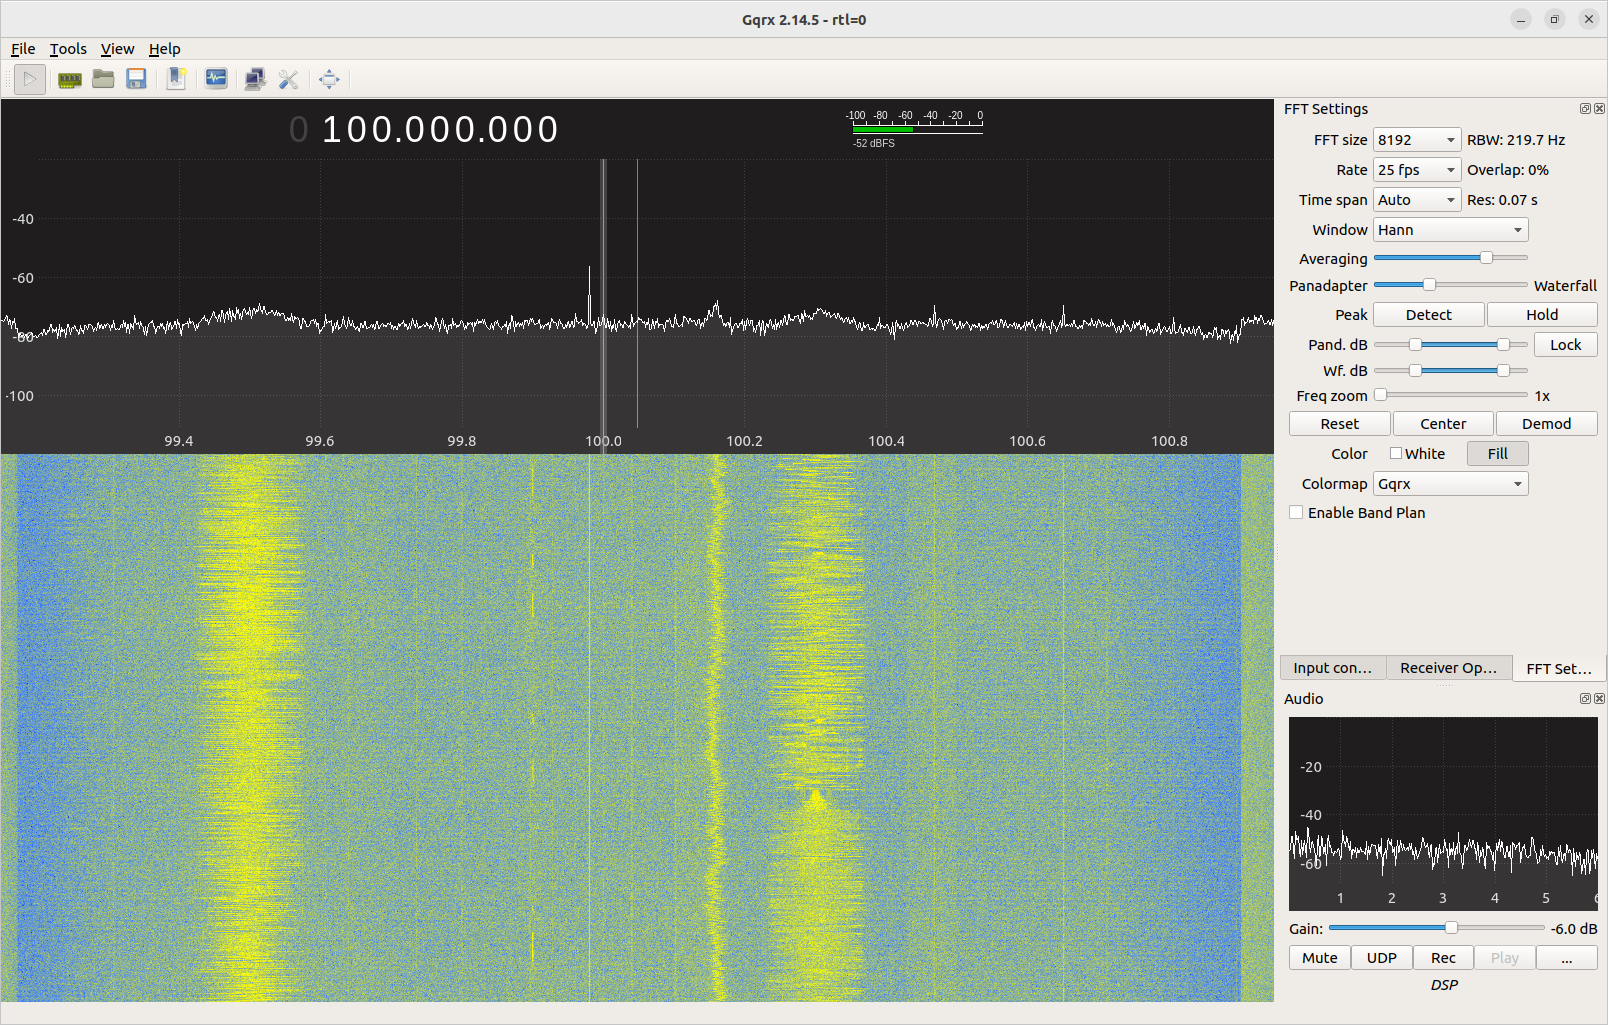 Gqrx 2.14.5 - rtl=0
File Tools View Help
0 100.000.000
-100 -80 -60 -40 -20 0
-52 dBFS
-40
-60
-80
-100
99.4 99.6 99.8 100.0 100.2 100.4 100.6 100.8
FFT Settings
FFT size 8192 RBW: 219.7 Hz
Rate 25 fps Overlap: 0%
Time span Auto Res: 0.07 s
Window Hann
Averaging
Panadapter Waterfall
Peak Detect Hold
Pand. dB Lock
Wf. dB
Freq zoom 1x
Reset Center Demod
Color White Fill
Colormap Gqrx
Enable Band Plan
Input con... Receiver Op... FFT Set...
Audio
-20
-40
-60
1 2 3 4 5 6
Gain: -6.0 dB
Mute UDP Rec Play ...
DSP